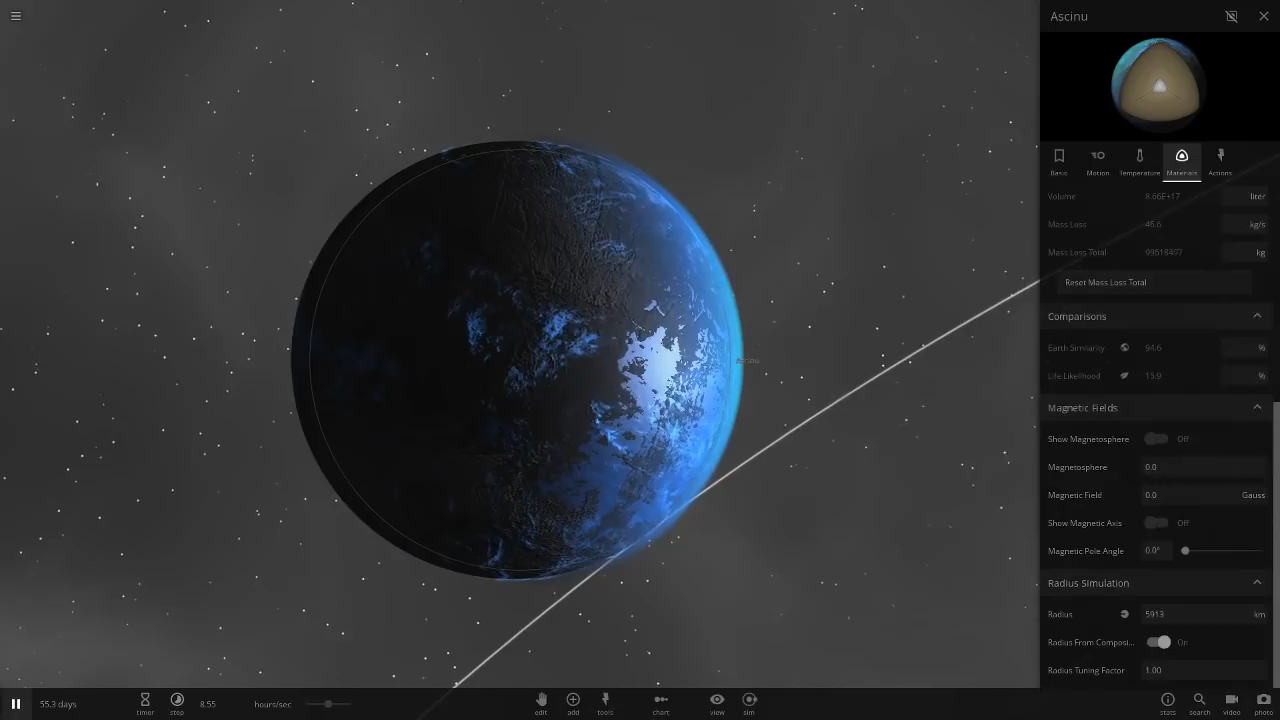 Ascinu
Basic Motion Temperature Materials Actions
Volume 8.66E+17 liter
Mass Loss 46.6 kg/s
Mass Loss Total 99518497 kg
Reset Mass Loss Total
Comparisons
Earth Similarity 94.6 %
Life Likelihood 15.9 %
Ascinu
Magnetic Fields
Show Magnetosphere Off
Magnetosphere 0.0
Magnetic Field 0.0 Gauss
Show Magnetic Axis Off
Magnetic Pole Angle 0.0°
Radius Simulation
Radius 5913 km
Radius From Composi... On
Radius Tuning Factor 1.00
55.3 days timer step 8.55 hours/sec edit add tools chart view sim stats search video photo